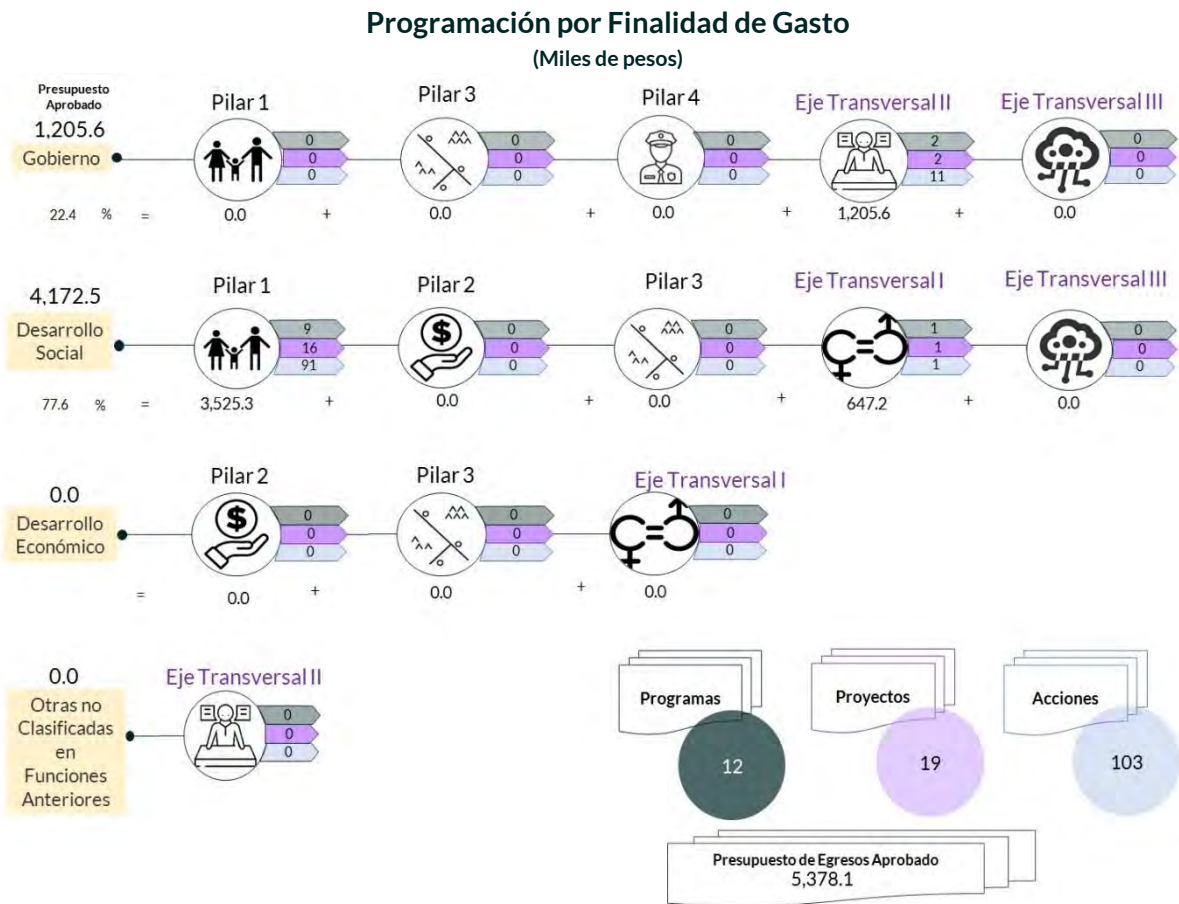 Programación por Finalidad de Gasto
(Miles de pesos)
Presupuesto
Aprobado
1,205.6
Gobierno
Pilar 1
0
0
0
Pilar 3
0
0
0
Pilar 4
0
0
0
Eje Transversal II
2
2
11
Eje Transversal III
0
0
0
22.4 % = 0.0 + 0.0 + 0.0 + 1,205.6 + 0.0
4,172.5
Desarrollo
Social
Pilar 1
9
16
91
Pilar 2
0
0
0
Pilar 3
0
0
0
Eje Transversal I
1
1
1
Eje Transversal III
0
0
0
77.6 % = 3,525.3 + 0.0 + 0.0 + 647.2 + 0.0
0.0
Desarrollo
Económico
Pilar 2
$
0
0
0
Pilar 3
0
0
0
Eje Transversal I
0
0
0
= 0.0 + 0.0 + 0.0
0.0
Otras no
Clasificadas
en
Funciones
Anteriores
Eje Transversal II
0
0
0
Programas
12
Proyectos
19
Acciones
103
Presupuesto de Egresos Aprobado
5,378.1